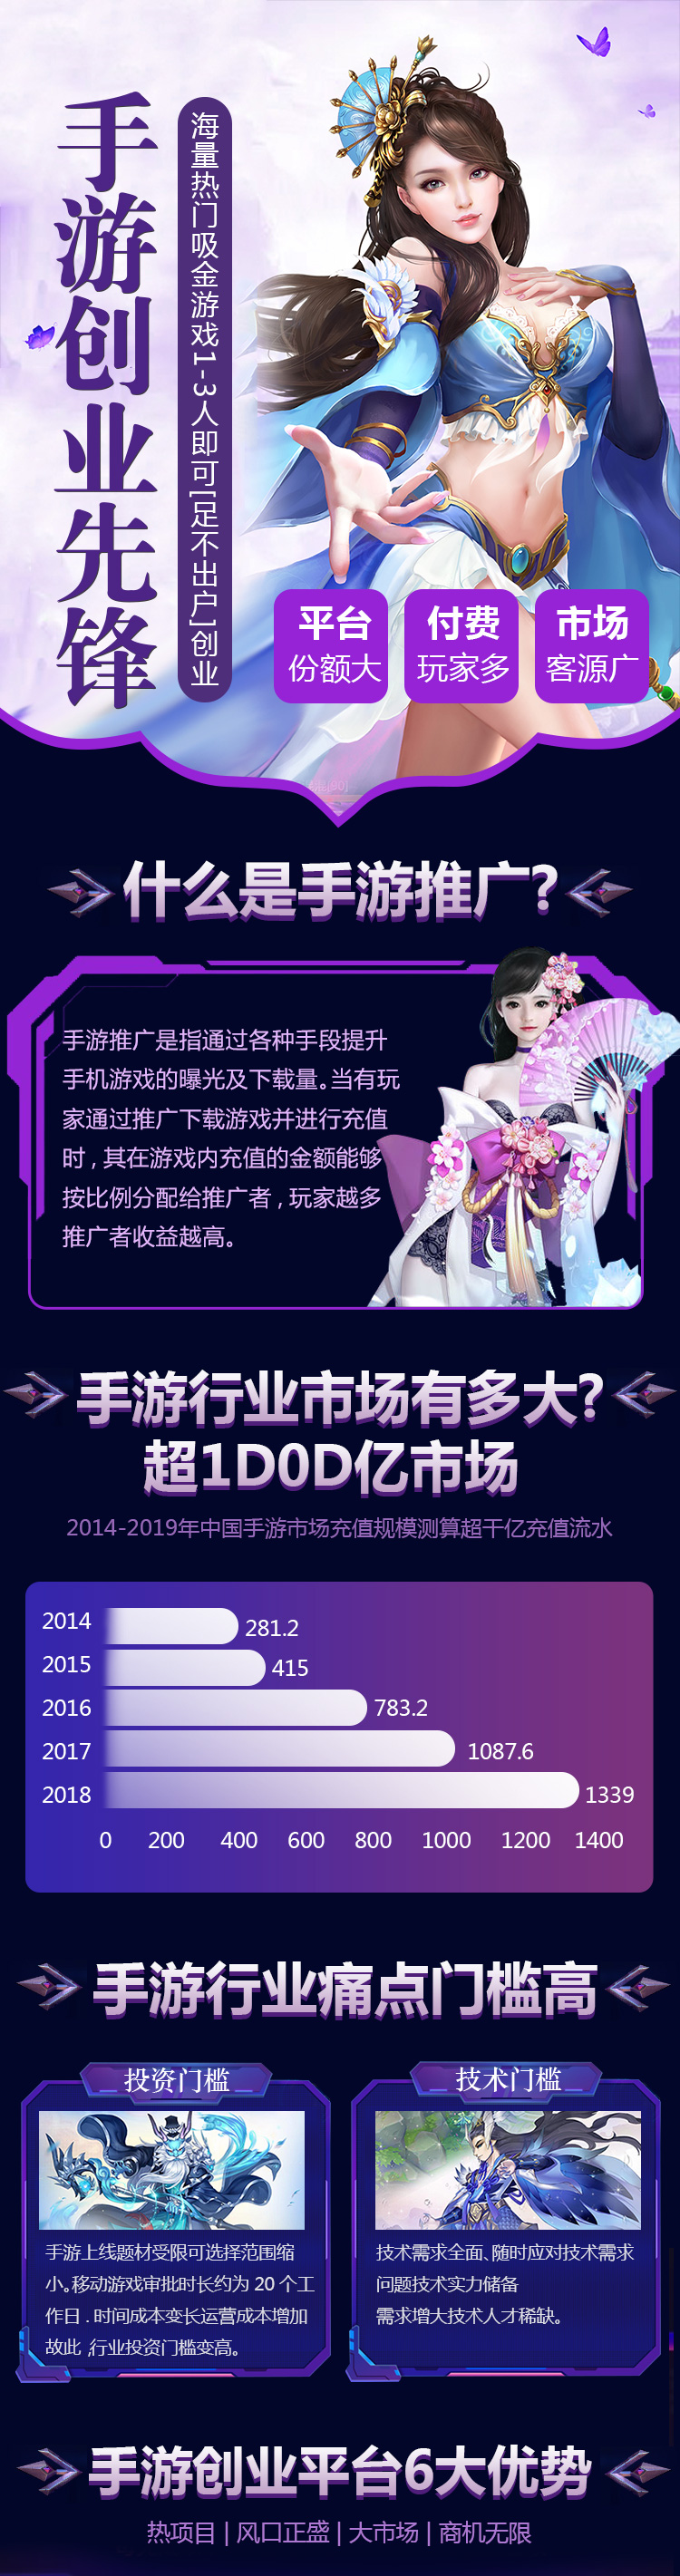 手游创业先锋
海量热门吸金游戏1-3人即可[足不出户]创业
平台
份额大
付费
玩家多
市场
客源广
什么是手游推广?
手游推广是指通过各种手段提升
手机游戏的曝光及下载量。当有玩
家通过推广下载游戏并进行充值
时，其在游戏内充值的金额能够
按比例分配给推广者，玩家越多
推广者收益越高。
手游行业市场有多大?
超1D0D亿市场
2014-2019年中国手游市场充值规模测算超千亿充值流水
2014 281.2
2015 415
2016 783.2
2017 1087.6
2018 1339
0 200 400 600 800 1000 1200 1400
手游行业痛点门槛高
投资门槛
手游上线题材受限可选择范围缩
小。移动游戏审批时长约为 20 个工
作日 . 时间成本变长运营成本增加
故此 ,行业投资门槛变高。
技术门槛
技术需求全面、随时应对技术需求
问题技术实力储备
需求增大技术人才稀缺。
手游创业平台6大优势
热项目 | 风口正盛 | 大市场 | 商机无限